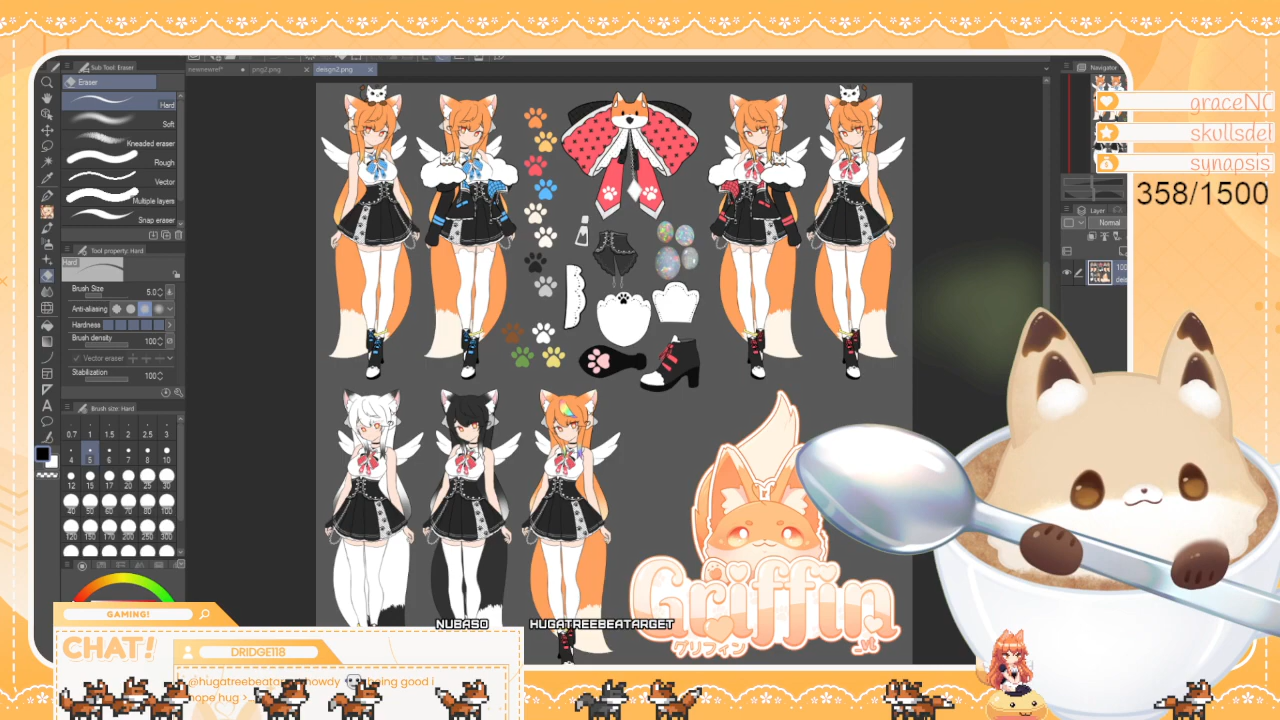 Sub Tool: Eraser
newnewref*
png2.png
deisgn2.png
Navigator
Eraser
Hard
Soft
Kneaded eraser
Rough
Vector
Multiple layers
Snap eraser
Tool property: Hard
Hard
Brush Size 5.0
Anti-aliasing
Hardness
Brush density 100
Vector eraser
Stabilization 100
Brush size: Hard
0.7 1 1.5 2 2.5 3
4 5 6 7 8 10
12 15 17 20 25 30
40 50 60 70 80 100
120 150 170 200 250 300
graceNC
skullsdel
synapsis
358/1500
Layer
Normal
Griffin
グリフィン
_it
NUBASO
HUGATREEBEATARGET
GAMING!
CHAT!
DRIDGE118